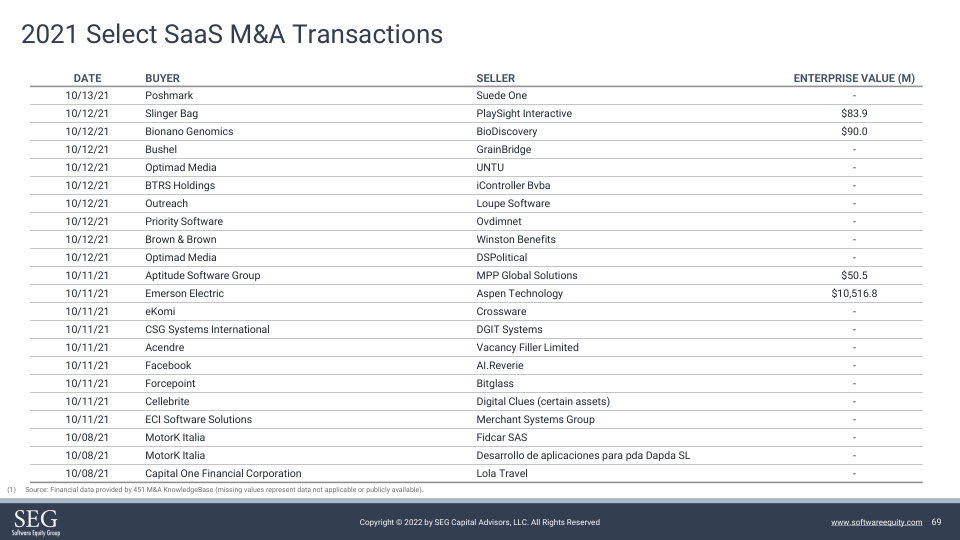 2021 Select SaaS M&A Transactions
DATE BUYER SELLER ENTERPRISE VALUE (M)
10/13/21 Poshmark Suede One -
10/12/21 Slinger Bag PlaySight Interactive $83.9
10/12/21 Bionano Genomics BioDiscovery $90.0
10/12/21 Bushel GrainBridge -
10/12/21 Optimad Media UNTU -
10/12/21 BTRS Holdings iController Bvba -
10/12/21 Outreach Loupe Software -
10/12/21 Priority Software Ovdimnet -
10/12/21 Brown & Brown Winston Benefits -
10/12/21 Optimad Media DSPolitical -
10/11/21 Aptitude Software Group MPP Global Solutions $50.5
10/11/21 Emerson Electric Aspen Technology $10,516.8
10/11/21 eKomi Crossware -
10/11/21 CSG Systems International DGIT Systems -
10/11/21 Acendre Vacancy Filler Limited -
10/11/21 Facebook AI.Reverie -
10/11/21 Forcepoint Bitglass -
10/11/21 Cellebrite Digital Clues (certain assets) -
10/11/21 ECI Software Solutions Merchant Systems Group -
10/08/21 MotorK Italia Fidcar SAS -
10/08/21 MotorK Italia Desarrollo de aplicaciones para pda Dapda SL -
10/08/21 Capital One Financial Corporation Lola Travel -
(1) Source: Financial data provided by 451 M&A KnowledgeBase (missing values represent data not applicable or publicly available).
SEG
Software Equity Group
Copyright © 2022 by SEG Capital Advisors, LLC. All Rights Reserved
www.softwareequity.com 69